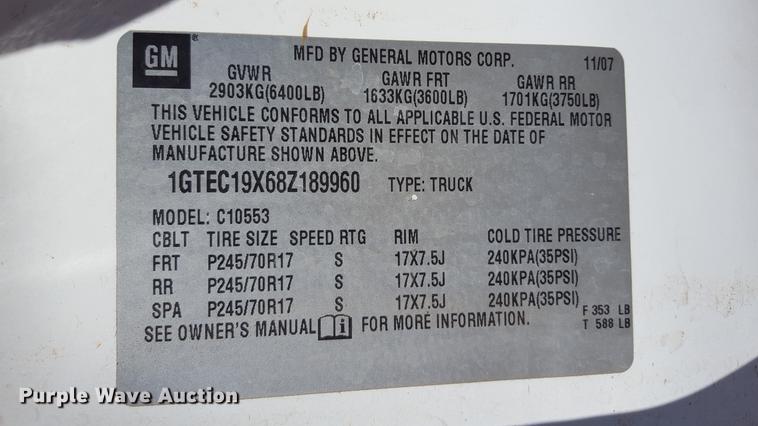 GM
MFD BY GENERAL MOTORS CORP. 11/07
GVWR GAWR FRT GAWR RR
2903KG(6400LB) 1633KG(3600LB) 1701KG(3750LB)
THIS VEHICLE CONFORMS TO ALL APPLICABLE U.S. FEDERAL MOTOR
VEHICLE SAFETY STANDARDS IN EFFECT ON THE DATE OF
MANUFACTURE SHOWN ABOVE.
1GTEC19X68Z189960 TYPE: TRUCK
MODEL: C10553
CBLT TIRE SIZE SPEED RTG RIM COLD TIRE PRESSURE
FRT P245/70R17 S 17X7.5J 240KPA(35PSI)
RR P245/70R17 S 17X7.5J 240KPA(35PSI)
SPA P245/70R17 S 17X7.5J 240KPA(35PSI)
F 353 LB
SEE OWNER'S MANUAL i FOR MORE INFORMATION. T 588 LB
Purple Wave Auction